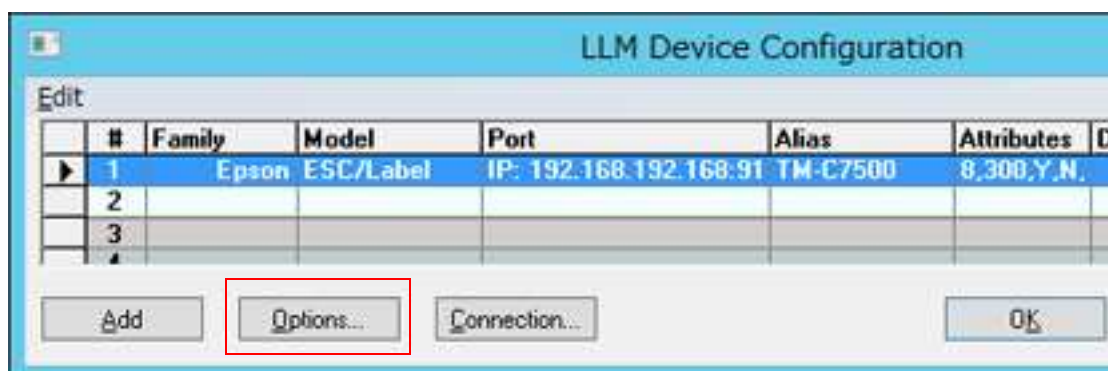 LLM Device Configuration
Edit
# Family Model Port Alias Attributes
1 Epson ESC/Label IP: 192.168.192.168:91 TM-C7500 8,300,Y,N,
2
3
Add Options... Connection... OK